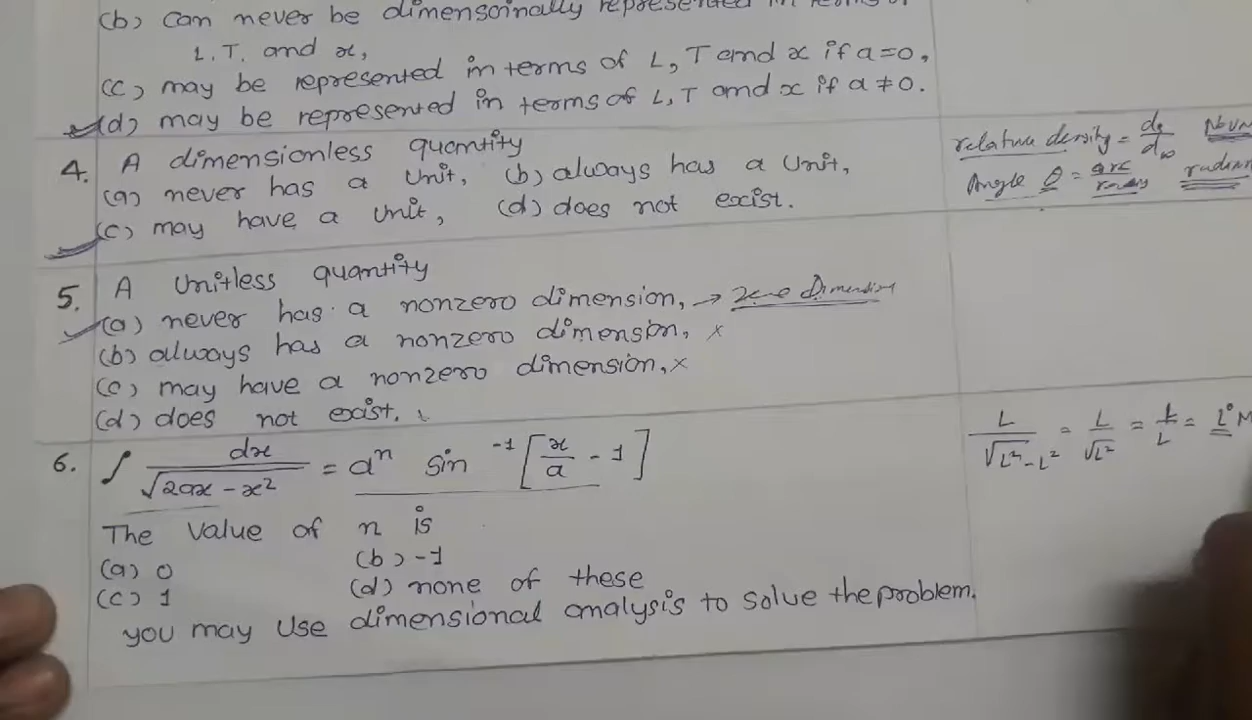 (b) can never be dimensoinally represented in terms of
L.T. and x,
(c) may be represented in terms of L, T and x if a=0,
(d) may be represented in terms of L, T and x if a ≠ 0.
4. A dimensionless quantity
(a) never has a unit, (b) always has a unit,
(c) may have a unit, (d) does not exist.
relative density =
Angle θ = arc
5. A Unitless quantity
(a) never has a nonzero dimension, → zero Dimension
(b) always has a nonzero dimension, ×
(c) may have a nonzero dimension, ×
(d) does not exist.
6. ∫ dx / √(2ax - x²) = aⁿ sin⁻¹ [x/a - 1]
L / √(L² - L²) = L / √L² = L / L = L⁰ M
The value of n is
(a) 0 (b) -1
(c) 1 (d) none of these
you may use dimensional analysis to solve the problem.